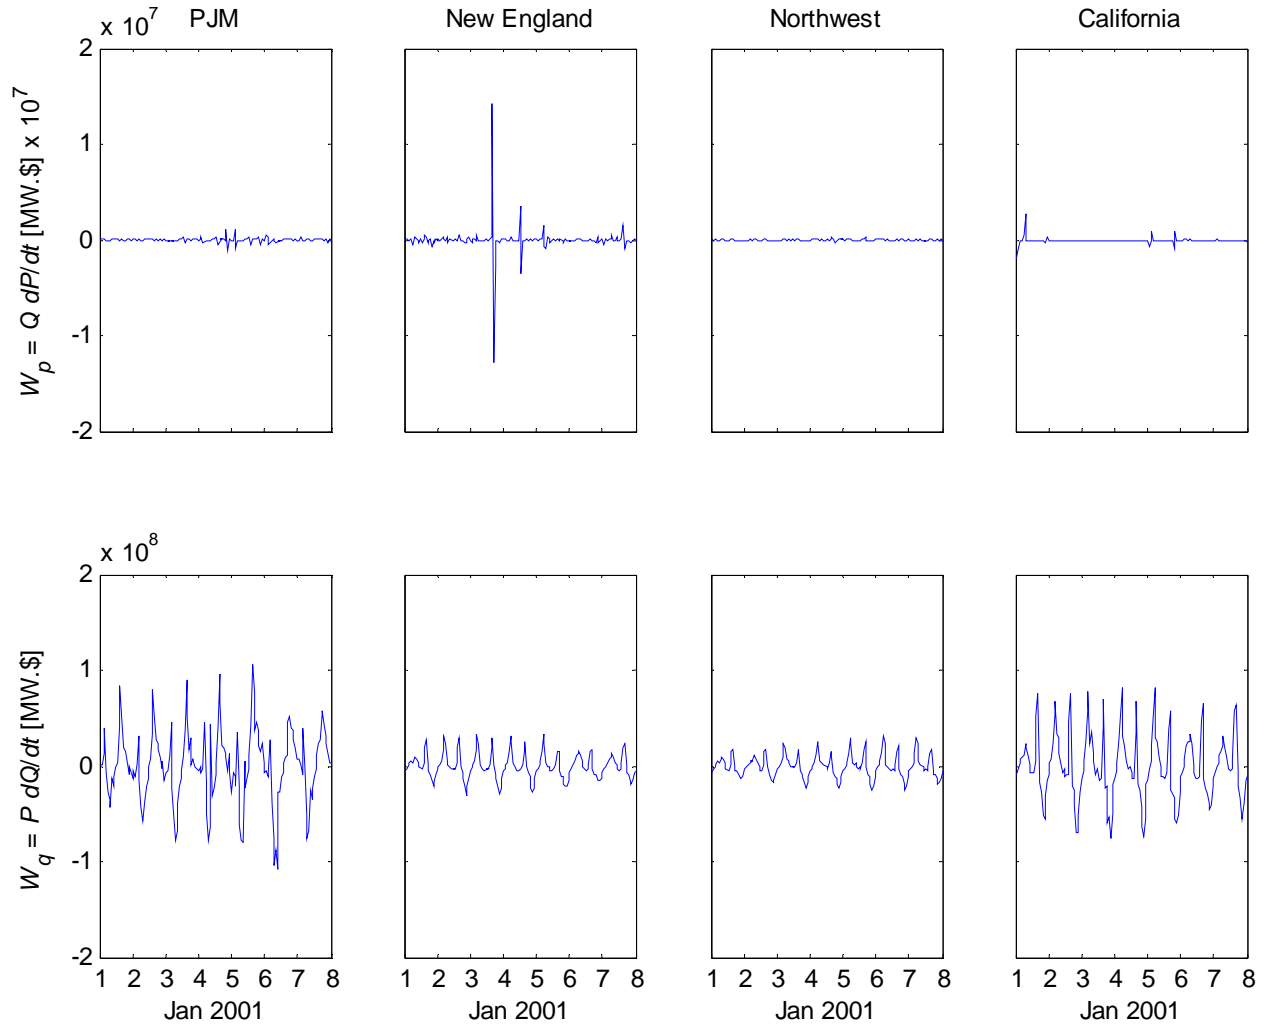 x 10^7
PJM
New England
Northwest
California
2
1
0
-1
-2
W_p = Q dP/dt [MW.$] x 10^7
x 10^8
2
1
0
-1
-2
W_q = P dQ/dt [MW.$]
1 2 3 4 5 6 7 8
1 2 3 4 5 6 7 8
1 2 3 4 5 6 7 8
1 2 3 4 5 6 7 8
Jan 2001
Jan 2001
Jan 2001
Jan 2001